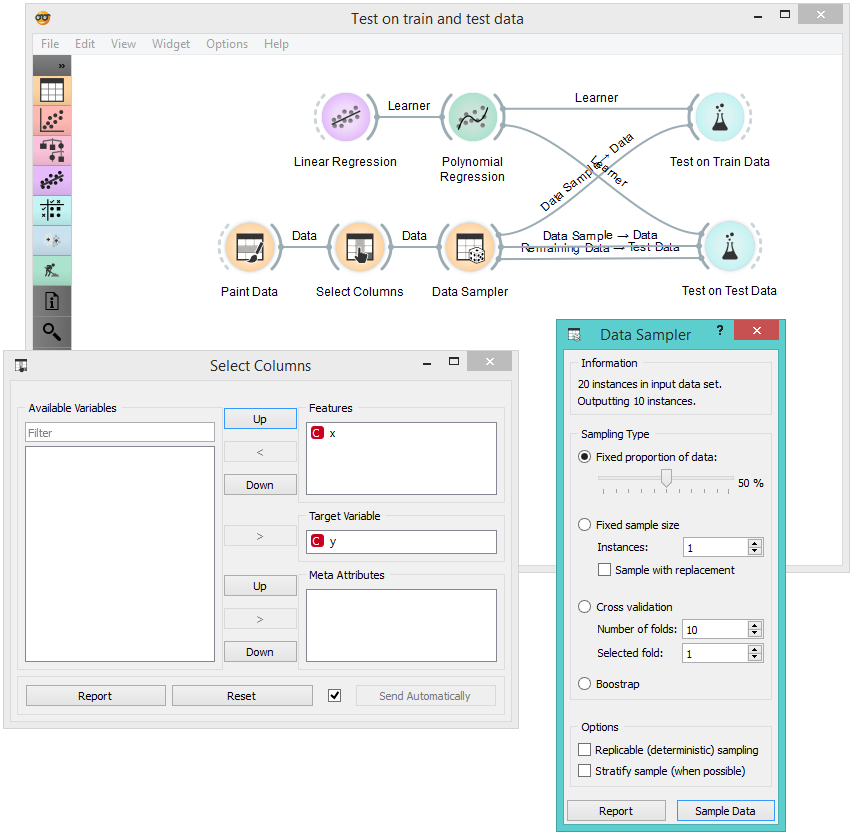 Test on train and test data
File Edit View Widget Options Help
»
Learner
Learner
Linear Regression
Polynomial
Regression
Test on Train Data
Data Sample → Data
Learner
Data
Data
Data Sample → Data
Remaining Data → Test Data
Paint Data
Select Columns
Data Sampler
Test on Test Data
Select Columns
Available Variables
Filter
Up
<
Down
>
Up
>
Down
Features
C x
Target Variable
C y
Meta Attributes
Report
Reset
Send Automatically
Data Sampler
?
Information
20 instances in input data set.
Outputting 10 instances.
Sampling Type
Fixed proportion of data:
50 %
Fixed sample size
Instances: 1
Sample with replacement
Cross validation
Number of folds: 10
Selected fold: 1
Boostrap
Options
Replicable (deterministic) sampling
Stratify sample (when possible)
Report
Sample Data